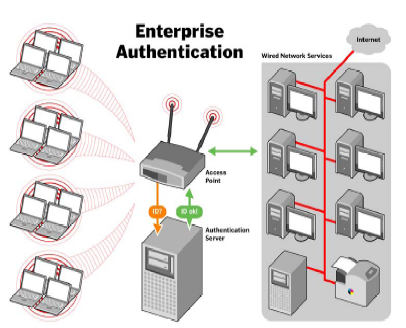 Enterprise
Authentication
Internet
Wired Network Services
Access
Point
ID?
ID ok!
Authentication
Server